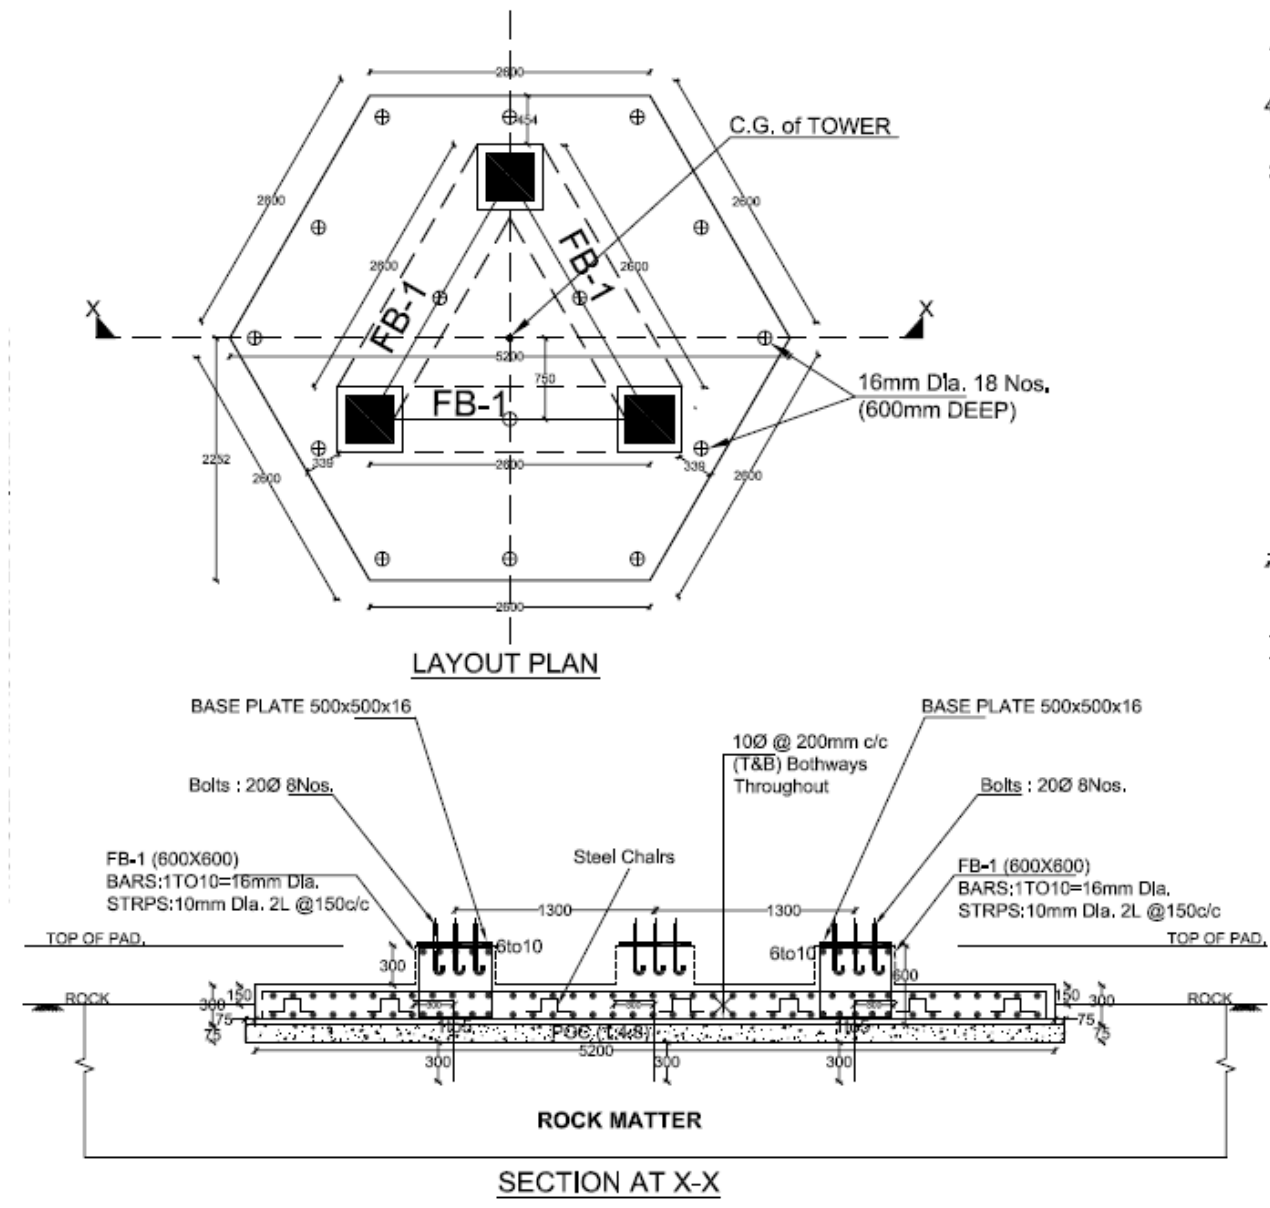 2600
454
C.G. of TOWER
2600
2600
FB-1
2600
2600
FB-1
X
X
5200
750
16mm Dia. 18 Nos.
(600mm DEEP)
FB-1
2252
339
2600
339
2600
2600
2600
LAYOUT PLAN
BASE PLATE 500x500x16
BASE PLATE 500x500x16
10Ø @ 200mm c/c
(T&B) Bothways
Throughout
Bolts : 20Ø 8Nos.
Bolts : 20Ø 8Nos.
FB-1 (600X600)
BARS:1TO10=16mm Dia.
STRPS:10mm Dia. 2L @150c/c
Steel Chairs
FB-1 (600X600)
BARS:1TO10=16mm Dia.
STRPS:10mm Dia. 2L @150c/c
1300
1300
TOP OF PAD.
6to10
6to10
TOP OF PAD.
300
600
ROCK
300
150
150
300
ROCK
75
75
75
75
PCC (1:4:8)
5200
300
300
300
ROCK MATTER
SECTION AT X-X